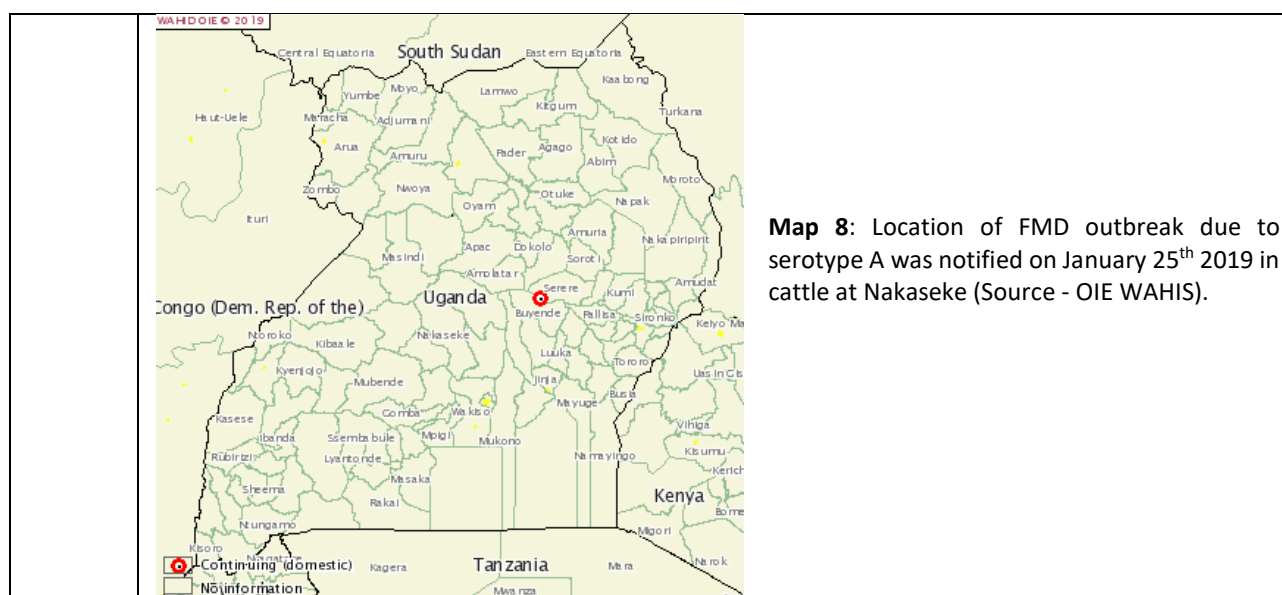 WAHIDOIE © 2019
Central Equatoria South Sudan Eastern Equatoria
Kaabong
Yumbe Moyo Lamwo
Kitgum
Haut-Uele Maracha Adjumani Turkana
Arua Kotido
Amuru Pader Agago Abim
Moroto
Zombo Nwoya Otuke
Oyam Napak
Ituri
Amuria
Apac Dokolo Nakapiripirit
Masindi Soroti
Amolatar
Serere Amudat
Uganda Kumi
Congo (Dem. Rep. of the) Buyende Pallisa Sironko
Ntoroko Nakaseke Keiyo Ma
Kibaale
Luuka
Kyenjojo Tororo
Mubende Jinja Uasin Gis
Busia
Gomba Wakiso Mayuge
Kasese
Ibanda Ssembabule Mpigi Mukono Vihiga
Rubirizi Lyantonde Namayingo Kisumu
Kerich
Sheema Masaka
Rakai Kenya
Bome
Ntungamo
Migori
Kisoro
Continuing (domestic) Kagera Tanzania Mara Narok
No information
Mwanza
Map 8: Location of FMD outbreak due to
serotype A was notified on January 25th 2019 in
cattle at Nakaseke (Source - OIE WAHIS).